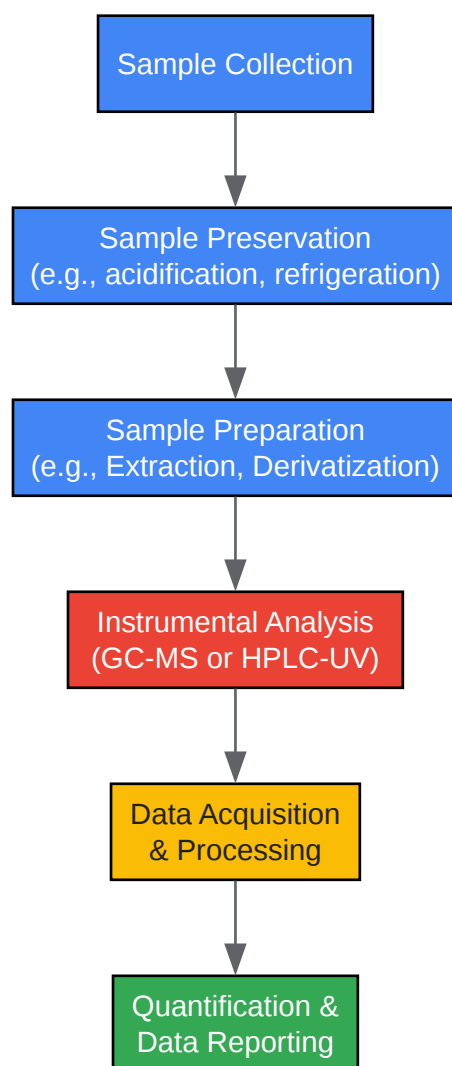 Sample Collection
Sample Preservation
(e.g., acidification, refrigeration)
Sample Preparation
(e.g., Extraction, Derivatization)
Instrumental Analysis
(GC-MS or HPLC-UV)
Data Acquisition
& Processing
Quantification &
Data Reporting